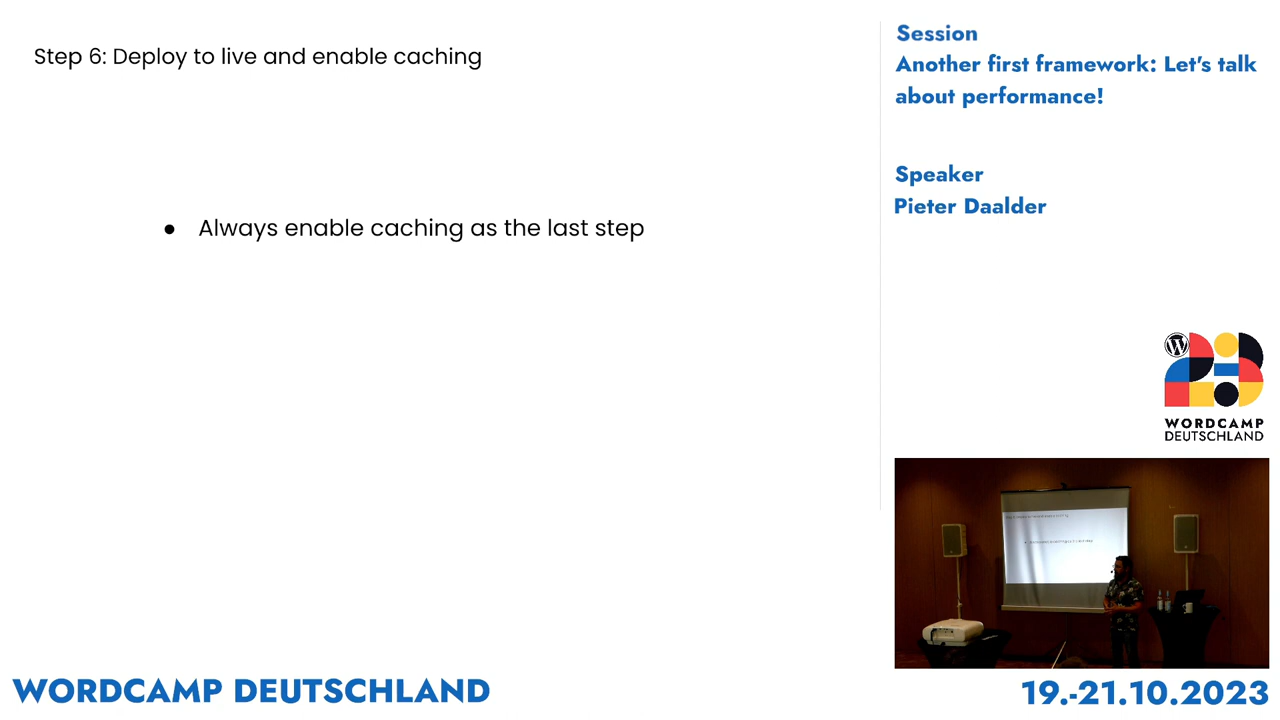 Step 6: Deploy to live and enable caching
● Always enable caching as the last step
Session
Another first framework: Let's talk
about performance!
Speaker
Pieter Daalder
WORDCAMP
DEUTSCHLAND
WORDCAMP DEUTSCHLAND
19.-21.10.2023